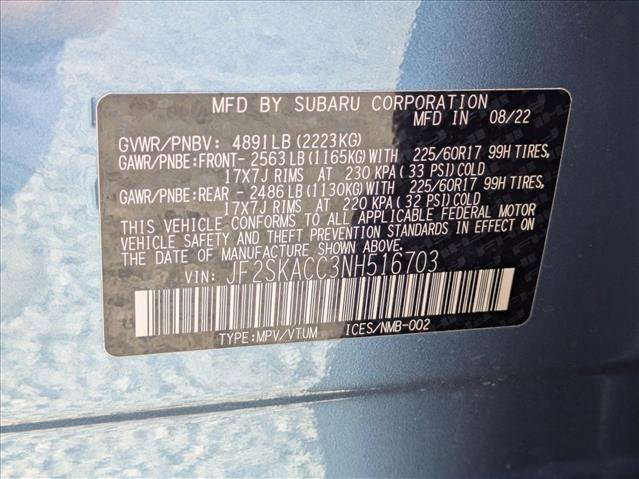 MFD BY SUBARU CORPORATION
MFD IN 08/22
GVWR/PNBV: 4891LB (2223KG)
GAWR/PNBE:FRONT- 2563 LB (1165KG)WITH 225/60R17 99H TIRES,
17X7J RIMS AT 230 KPA (33 PSI)COLD
GAWR/PNBE:REAR - 2486 LB (1130KG)WITH 225/60R17 99H TIRES,
17X7J RIMS AT 220 KPA (32 PSI)COLD
THIS VEHICLE CONFORMS TO ALL APPLICABLE FEDERAL MOTOR
VEHICLE SAFETY AND THEFT PREVENTION STANDARDS IN EFFECT ON
THE DATE OF MANUFACTURE SHOWN ABOVE.
VIN: JF2SKACC3NH516703
TYPE:MPV/VTUM ICES/NMB-002